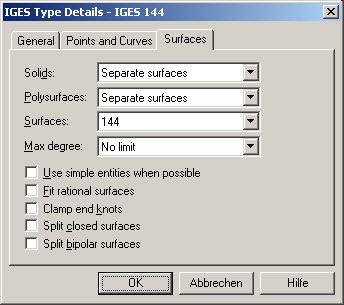 IGES Type Details - IGES 144
General Points and Curves Surfaces
Solids: Separate surfaces
Polysurfaces: Separate surfaces
Surfaces: 144
Max degree: No limit
Use simple entities when possible
Fit rational surfaces
Clamp end knots
Split closed surfaces
Split bipolar surfaces
OK Abbrechen Hilfe